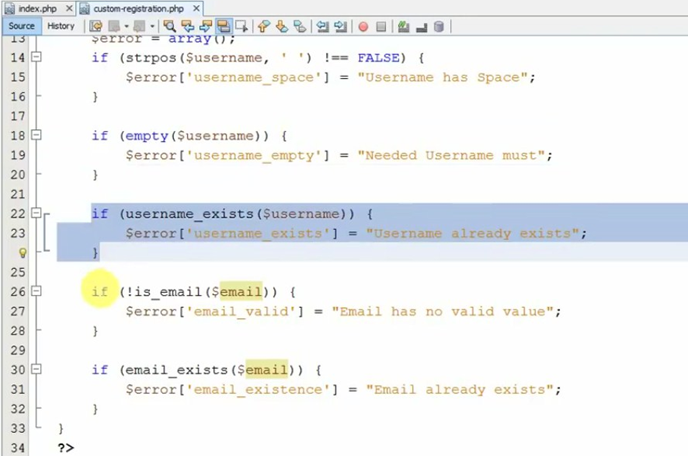 index.php custom-registration.php
Source History
13 $error = array();
14 if (strpos($username, ' ') !== FALSE) {
15 $error['username_space'] = "Username has Space";
16 }
17
18 if (empty($username)) {
19 $error['username_empty'] = "Needed Username must";
20 }
21
22 if (username_exists($username)) {
23 $error['username_exists'] = "Username already exists";
}
25
26 if (!is_email($email)) {
27 $error['email_valid'] = "Email has no valid value";
28 }
29
30 if (email_exists($email)) {
31 $error['email_existence'] = "Email already exists";
32 }
33 }
34 ?>